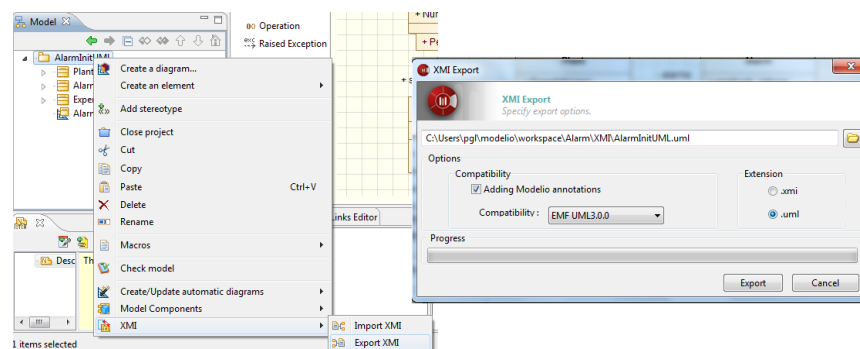 Model
AlarmInitUML
Plant
Alarm
Exper
Alarm
Operation
Raised Exception
+ Nur
+ Pe
+ s
Create a diagram...
Create an element
Add stereotype
Close project
Cut
Copy
Paste Ctrl+V
Delete
Rename
Macros
Check model
Create/Update automatic diagrams
Model Components
XMI
Import XMI
Export XMI
Links Editor
Desc Th
1 items selected
XMI Export
XMI Export
Specify export options.
C:\Users\pgl\modelio\workspace\Alarm\XMI\AlarmInitUML.uml
Options
Compatibility
Adding Modelio annotations
Compatibility : EMF UML3.0.0
Extension
.xmi
.uml
Progress
Export Cancel